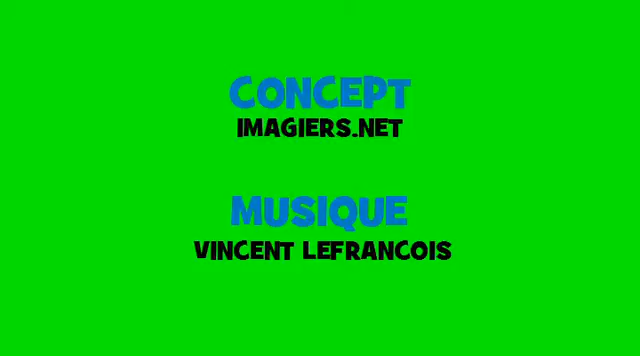 CONCEPT
IMAGIERS.NET
MUSIQUE
VINCENT LEFRANCOIS